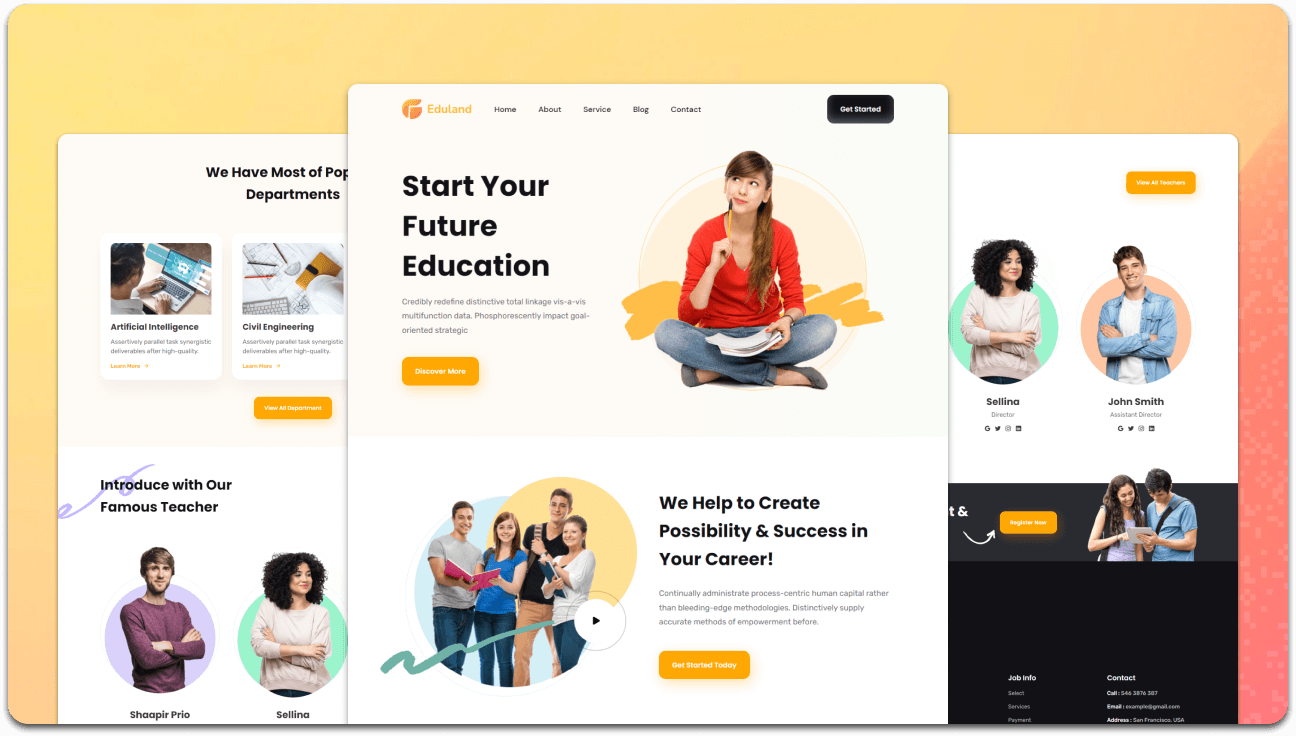 Eduland
Home
About
Service
Blog
Contact
Get Started
Start Your
Future
Education
Credibly redefine distinctive total linkage vis-a-vis
multifunction data. Phosphorescently impact goal-
oriented strategic
Discover More
We Help to Create
Possibility & Success in
Your Career!
Continually administrate process-centric human capital rather
than bleeding-edge methodologies. Distinctively supply
accurate methods of empowerment before.
Get Started Today
We Have Most of Pop
Departments
Artificial Intelligence
Assertively parallel task synergistic
deliverables after high-quality.
Learn More
Civil Engineering
Assertively parallel task synergistic
deliverables after high-quality.
Learn More
View All Department
Introduce with Our
Famous Teacher
Shaapir Prio
Sellina
View All Teachers
Sellina
Director
John Smith
Assistant Director
t &
Register Now
Job Info
Select
Services
Payment
Contact
Call : 546 3876 387
Email : example@gmail.com
Address : San Francisco, USA